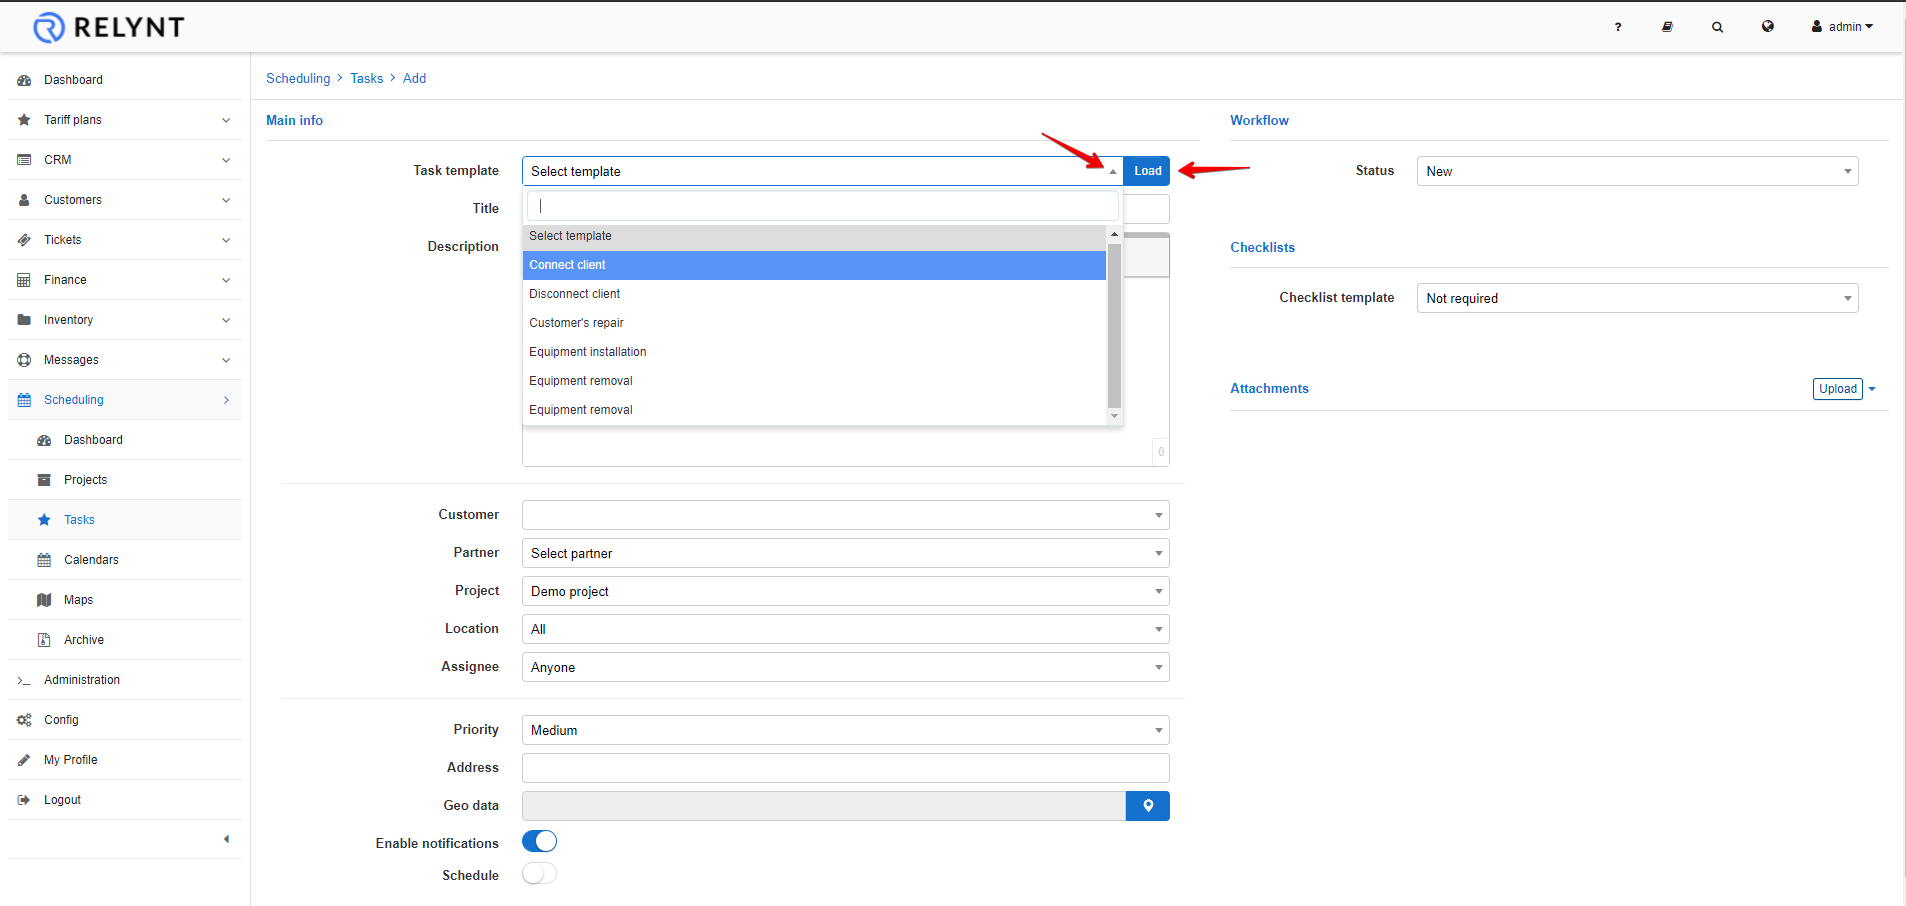 RELYNT
? admin
Dashboard
Tariff plans
CRM
Customers
Tickets
Finance
Inventory
Messages
Scheduling
Dashboard
Projects
Tasks
Calendars
Maps
Archive
Administration
Config
My Profile
Logout
Scheduling > Tasks > Add
Main info
Task template Select template Load
Title
Description
Select template
Connect client
Disconnect client
Customer's repair
Equipment installation
Equipment removal
Equipment removal
0
Customer
Partner Select partner
Project Demo project
Location All
Assignee Anyone
Priority Medium
Address
Geo data
Enable notifications
Schedule
Workflow
Status New
Checklists
Checklist template Not required
Attachments Upload